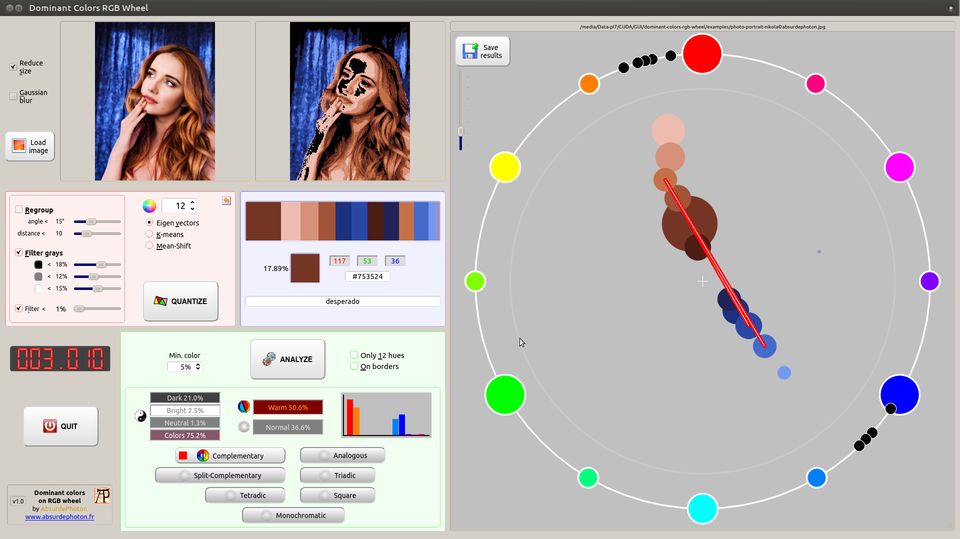 Dominant Colors RGB Wheel
/media/Data-pl7/CUDA/GUI/dominant-colors-rgb-wheel/examples/photo-portrait-nikola©absurdephoton.jpg
Reduce
size
Gaussian
blur
Load
image
Save
results
Regroup
angle < 15°
distance < 10
Filter grays
< 18%
< 12%
< 15%
Filter < 1%
12
Eigen vectors
K-means
Mean-Shift
QUANTIZE
17.89%
117 53 36
#753524
desperado
003.010
Min. color
5%
ANALYZE
Only 12 hues
On borders
Dark 21.0%
Bright 2.5%
Neutral 1.3%
Colors 75.2%
Warm 50.6%
Normal 36.6%
Complementary
Analogous
Split-Complementary
Triadic
Tetradic
Square
Monochromatic
QUIT
v1.0
Dominant colors
on RGB wheel
by AbsurdePhoton
www.absurdephoton.fr